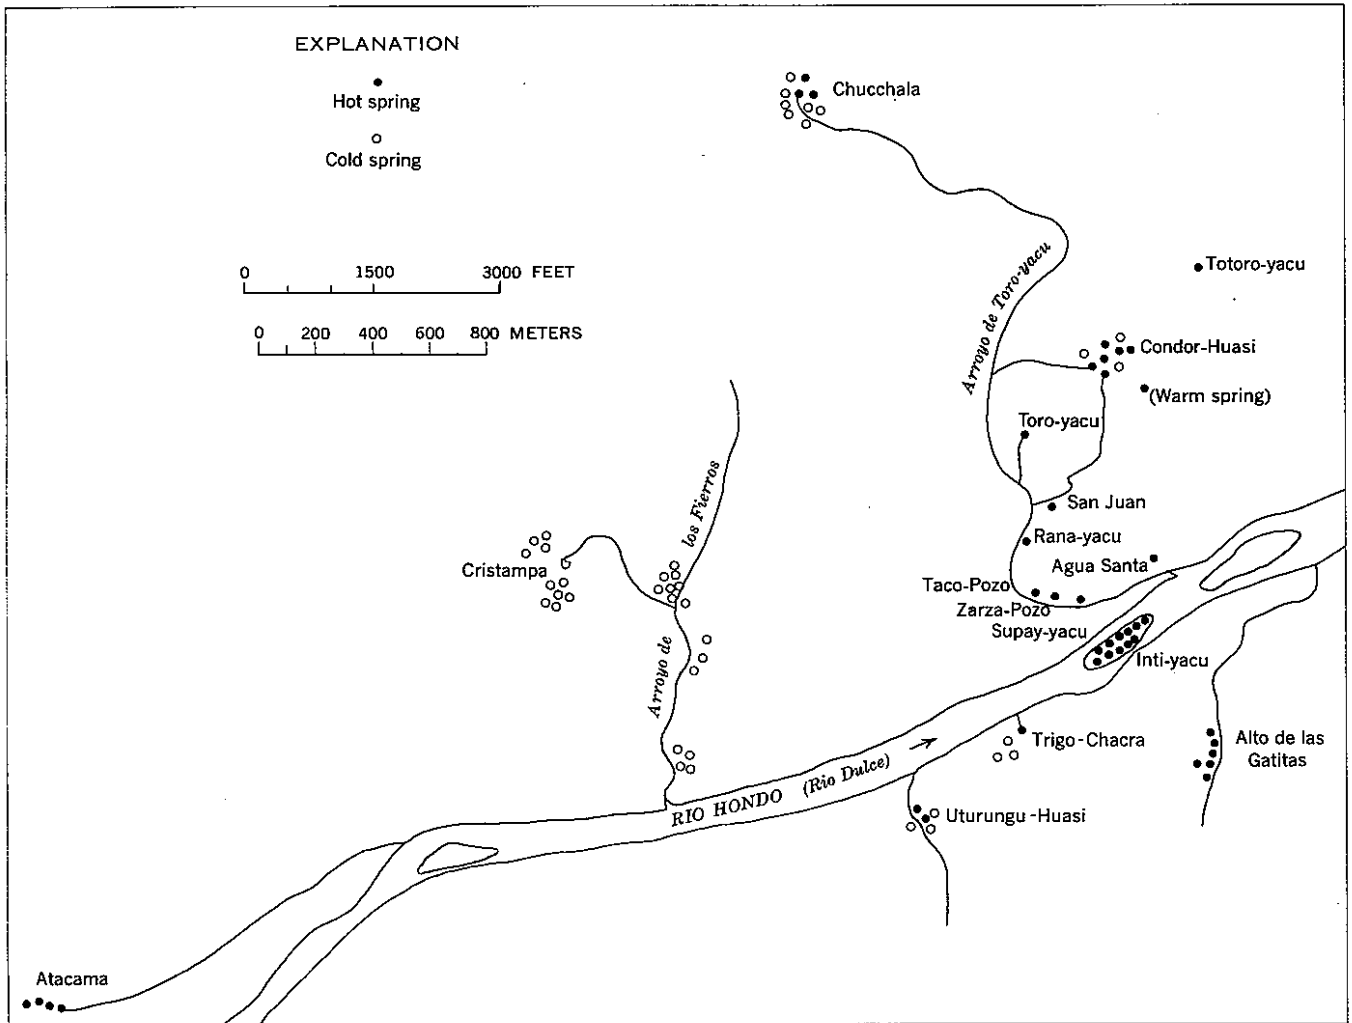 EXPLANATION
Hot spring
Cold spring
0 1500 3000 FEET
0 200 400 600 800 METERS
Chucchala
Arroyo de Toro-yacu
Totoro-yacu
Condor-Huasi
(Warm spring)
Toro-yacu
San Juan
Rana-yacu
Agua Santa
Taco-Pozo
Zarza-Pozo
Supay-yacu
Inti-yacu
Cristampa
Arroyo de los Fierros
RIO HONDO (Rio Dulce)
Trigo-Chacra
Alto de las
Gatitas
Uturungu-Huasi
Atacama